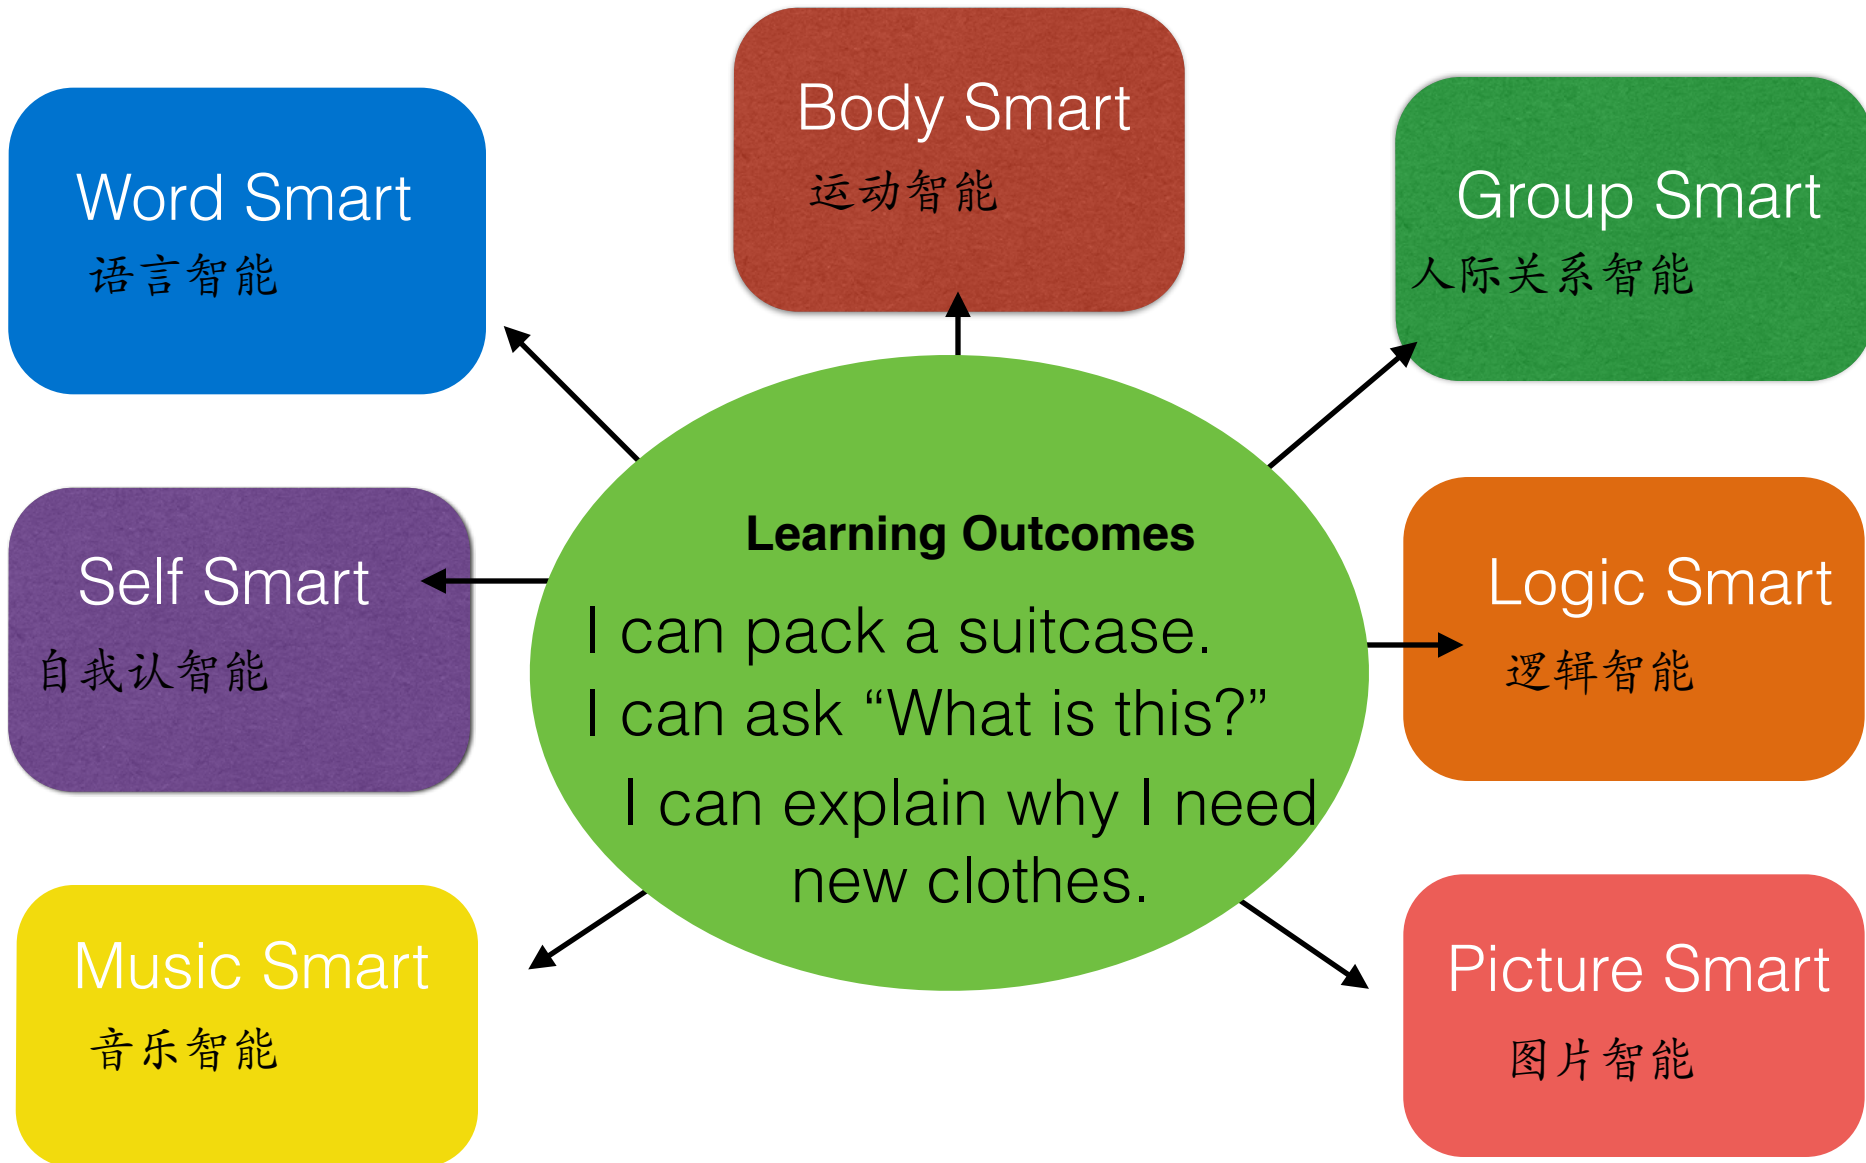 Body Smart
运动智能
Word Smart
语言智能
Group Smart
人际关系智能
Learning Outcomes
I can pack a suitcase.
I can ask “What is this?”
I can explain why I need
new clothes.
Self Smart
自我认智能
Logic Smart
逻辑智能
Music Smart
音乐智能
Picture Smart
图片智能